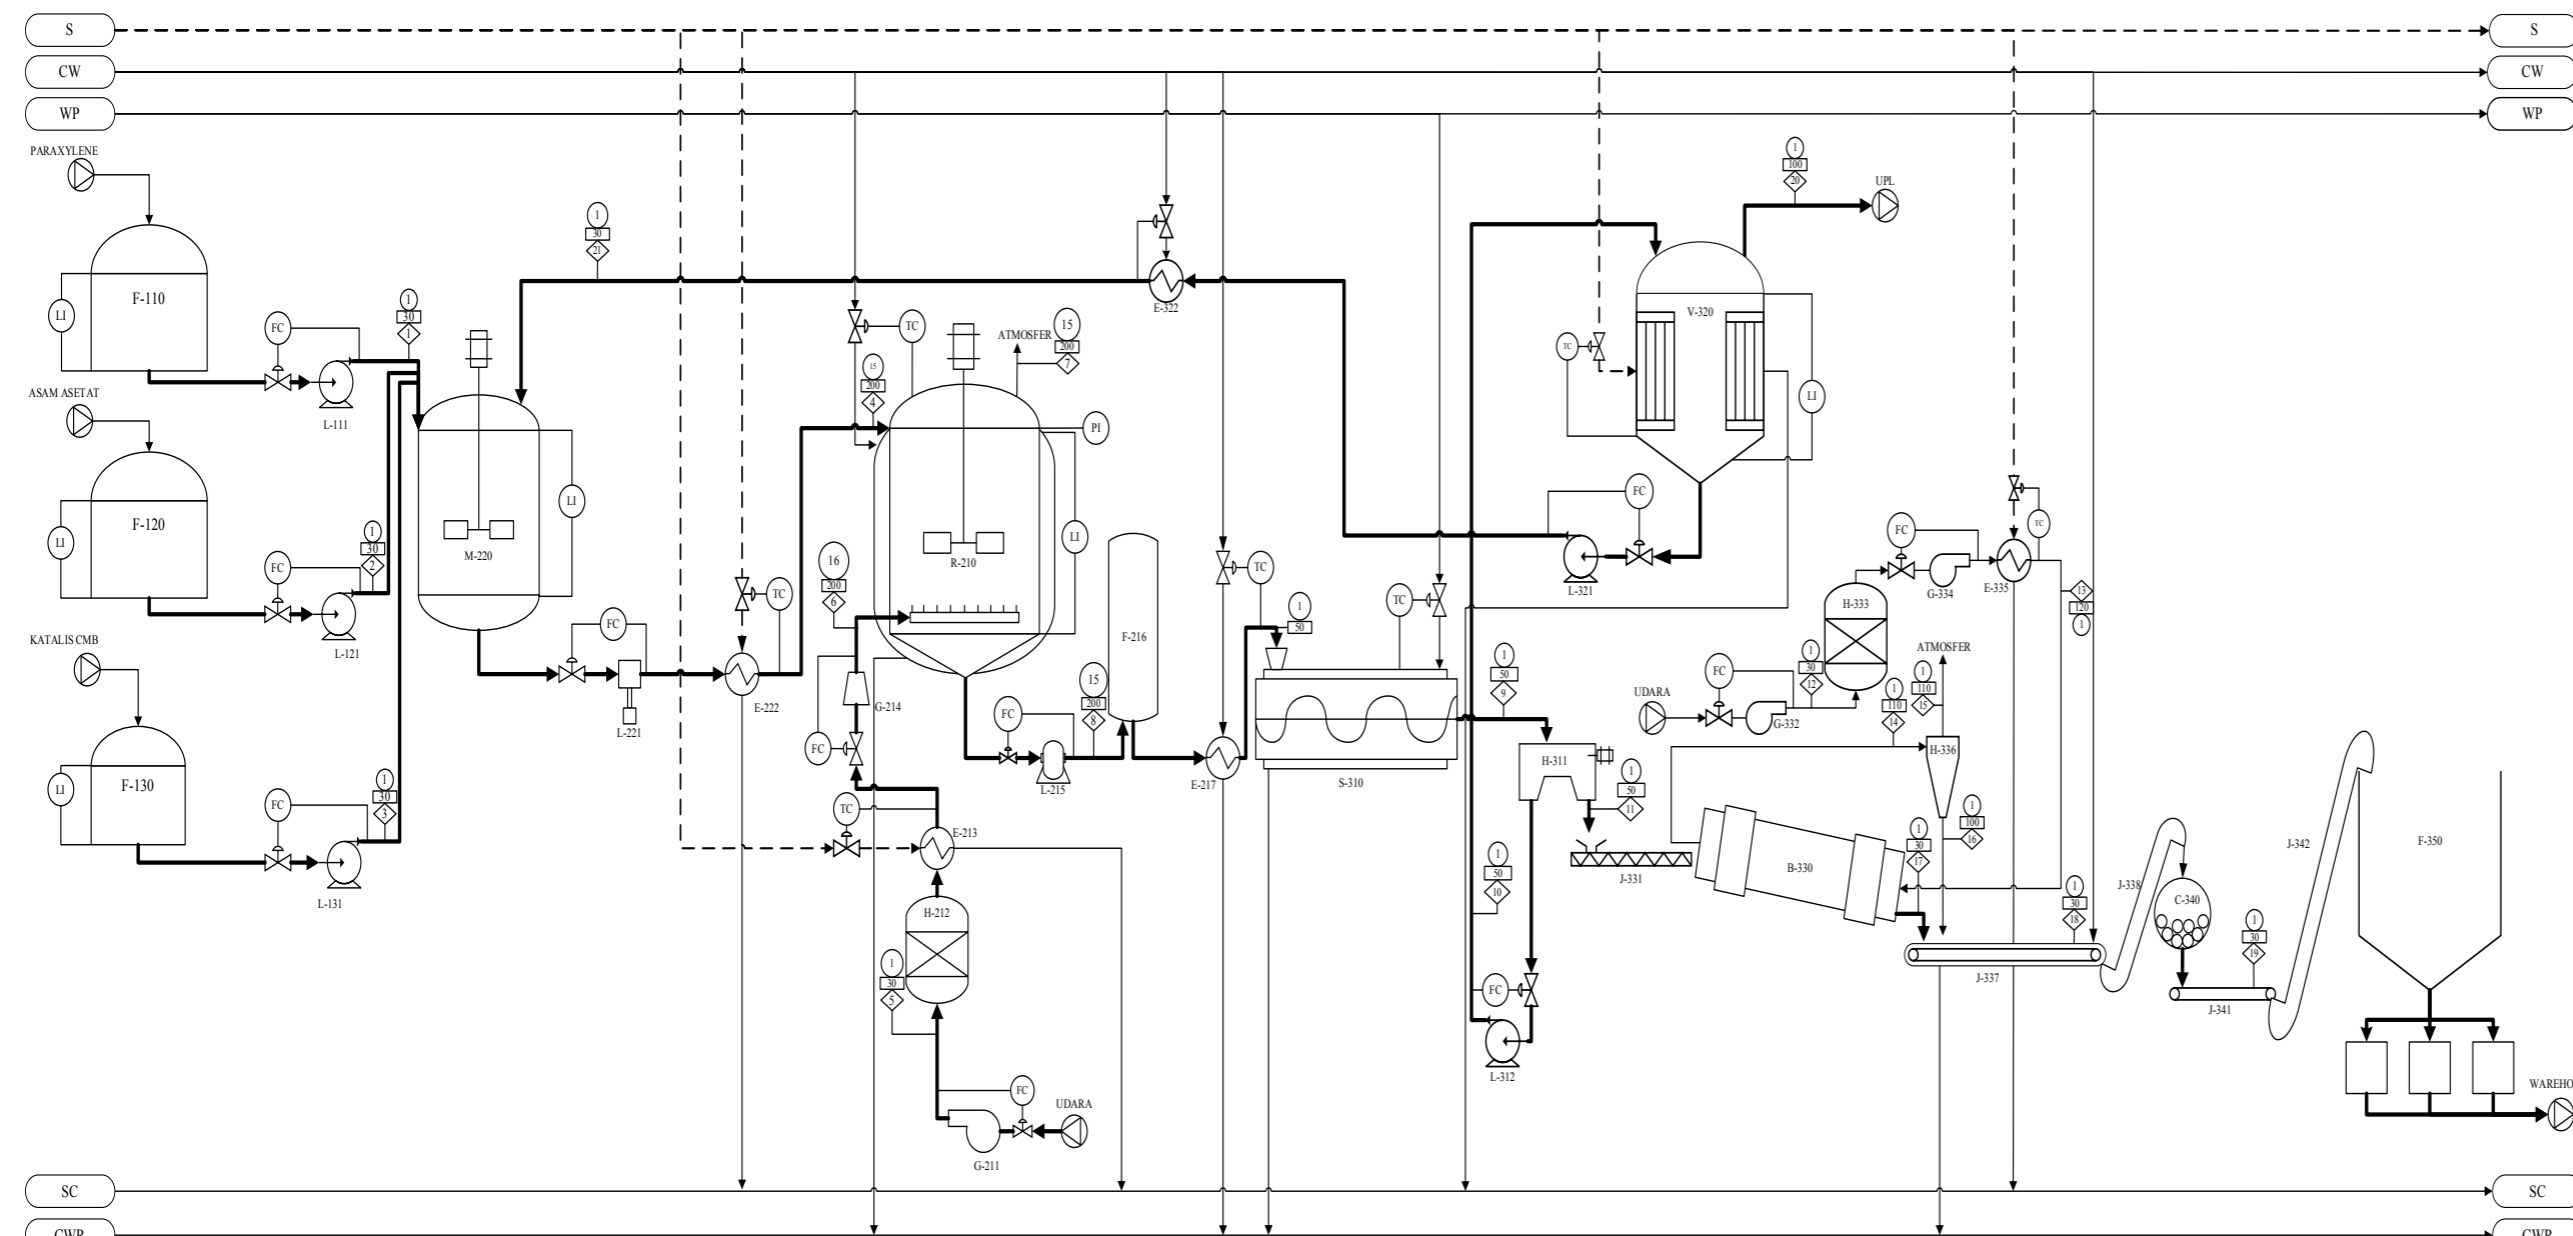 S
S
CW
CW
WP
WP
PARAXYLENE
F-110
LI
FC
1
30
1
L-111
ASAM ASETAT
F-120
LI
FC
1
30
2
L-121
KATALIS CMB
F-130
LI
FC
1
30
3
L-131
1
30
21
M-220
LI
FC
L-221
TC
E-222
TC
15
200
4
ATMOSFER
15
200
7
PI
LI
R-210
16
200
6
G-214
FC
TC
E-213
H-212
1
30
5
FC
UDARA
G-211
FC
L-215
15
200
8
F-216
E-217
TC
1
50
E-322
TC
S-310
1
50
9
H-311
1
50
11
1
50
10
FC
L-312
J-331
1
100
20
UPL
V-320
TC
LI
FC
L-321
UDARA
FC
G-332
1
30
12
H-333
FC
G-334
E-335
TC
13
120
1
1
110
14
ATMOSFER
1
110
15
H-336
1
100
16
B-330
1
30
17
1
30
18
J-337
J-338
C-340
1
30
19
J-341
J-342
F-350
WAREHO
SC
SC
CWR
CWR